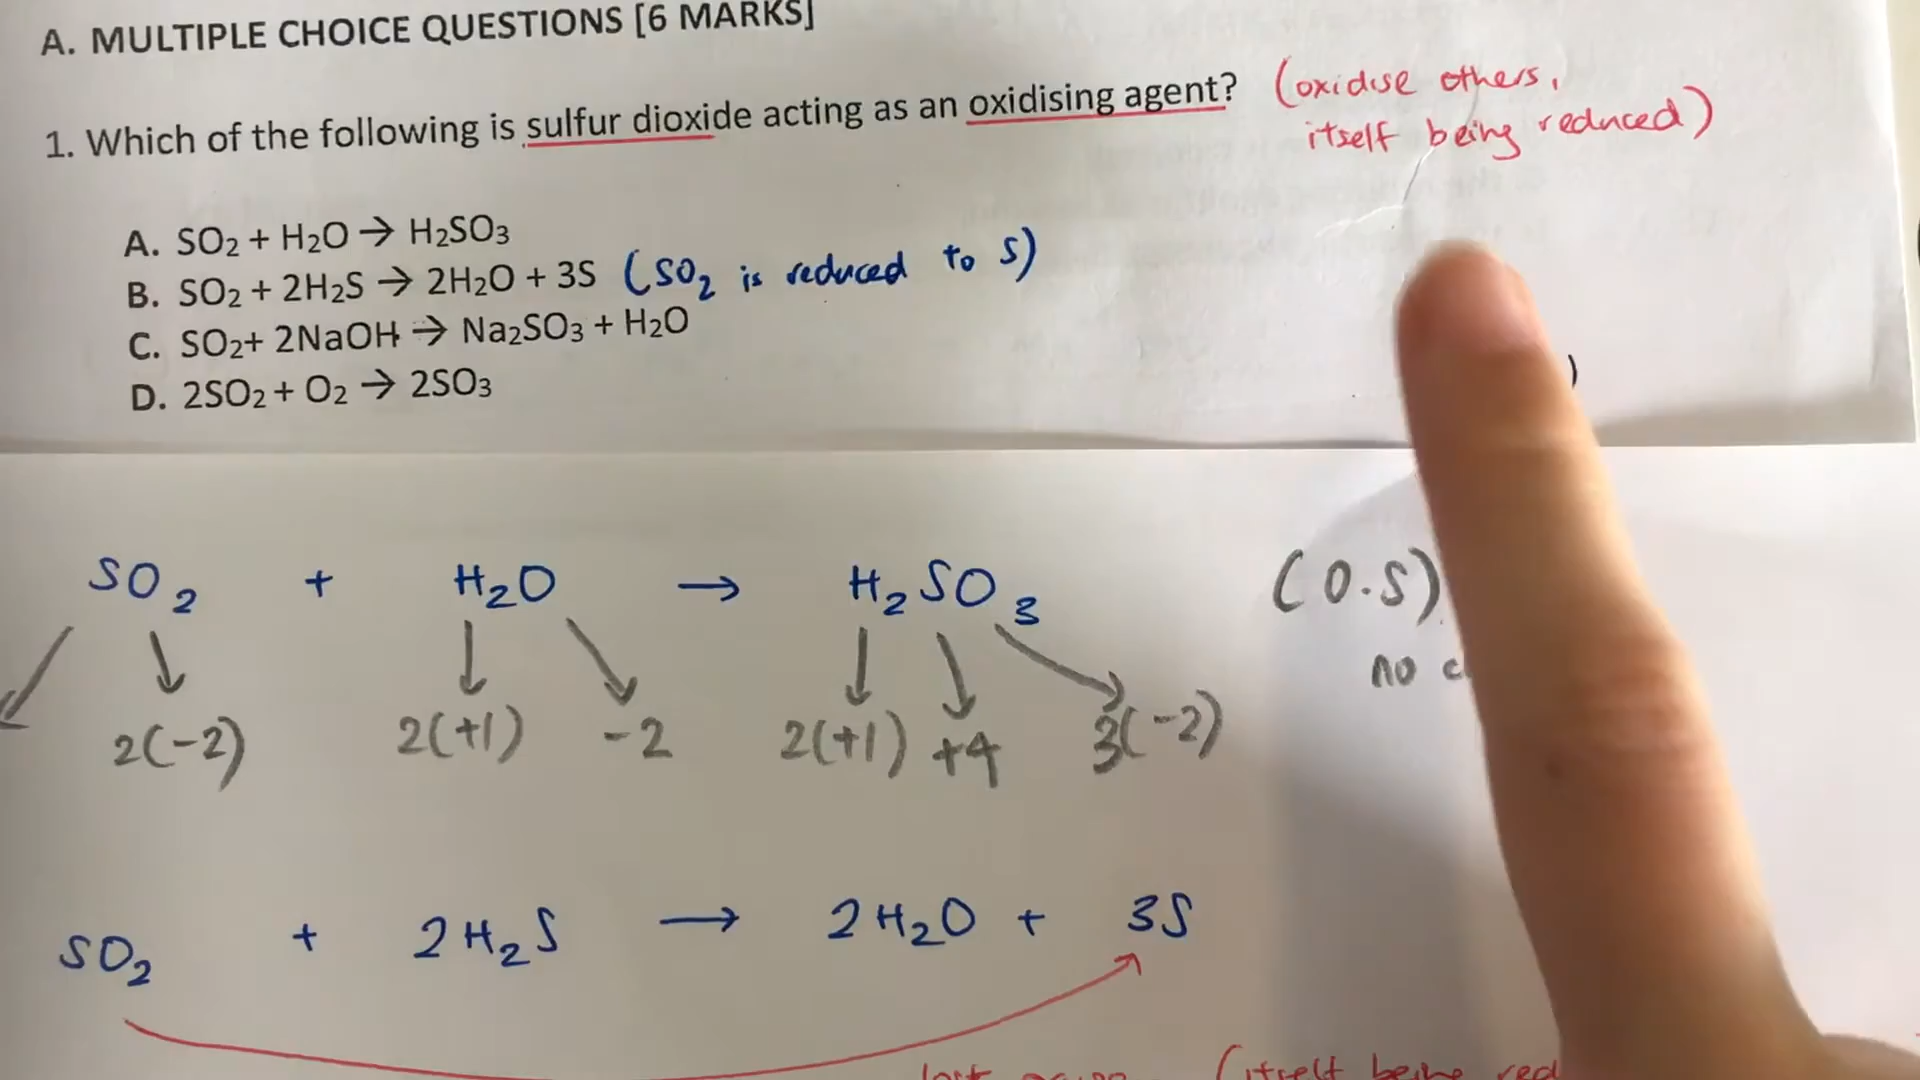 A. MULTIPLE CHOICE QUESTIONS [6 MARKS]
1. Which of the following is sulfur dioxide acting as an oxidising agent? (oxidise others,
itself being reduced)
A. SO2 + H2O → H2SO3
B. SO2 + 2H2S → 2H2O + 3S (SO2 is reduced to S)
C. SO2+ 2NaOH → Na2SO3 + H2O
D. 2SO2 + O2 → 2SO3
)
SO2 + H2O → H2SO3 (O.S)
no
2(-2) 2(+1) -2 2(+1) +4 3(-2)
SO2 + 2H2S → 2H2O + 3S
(itself being